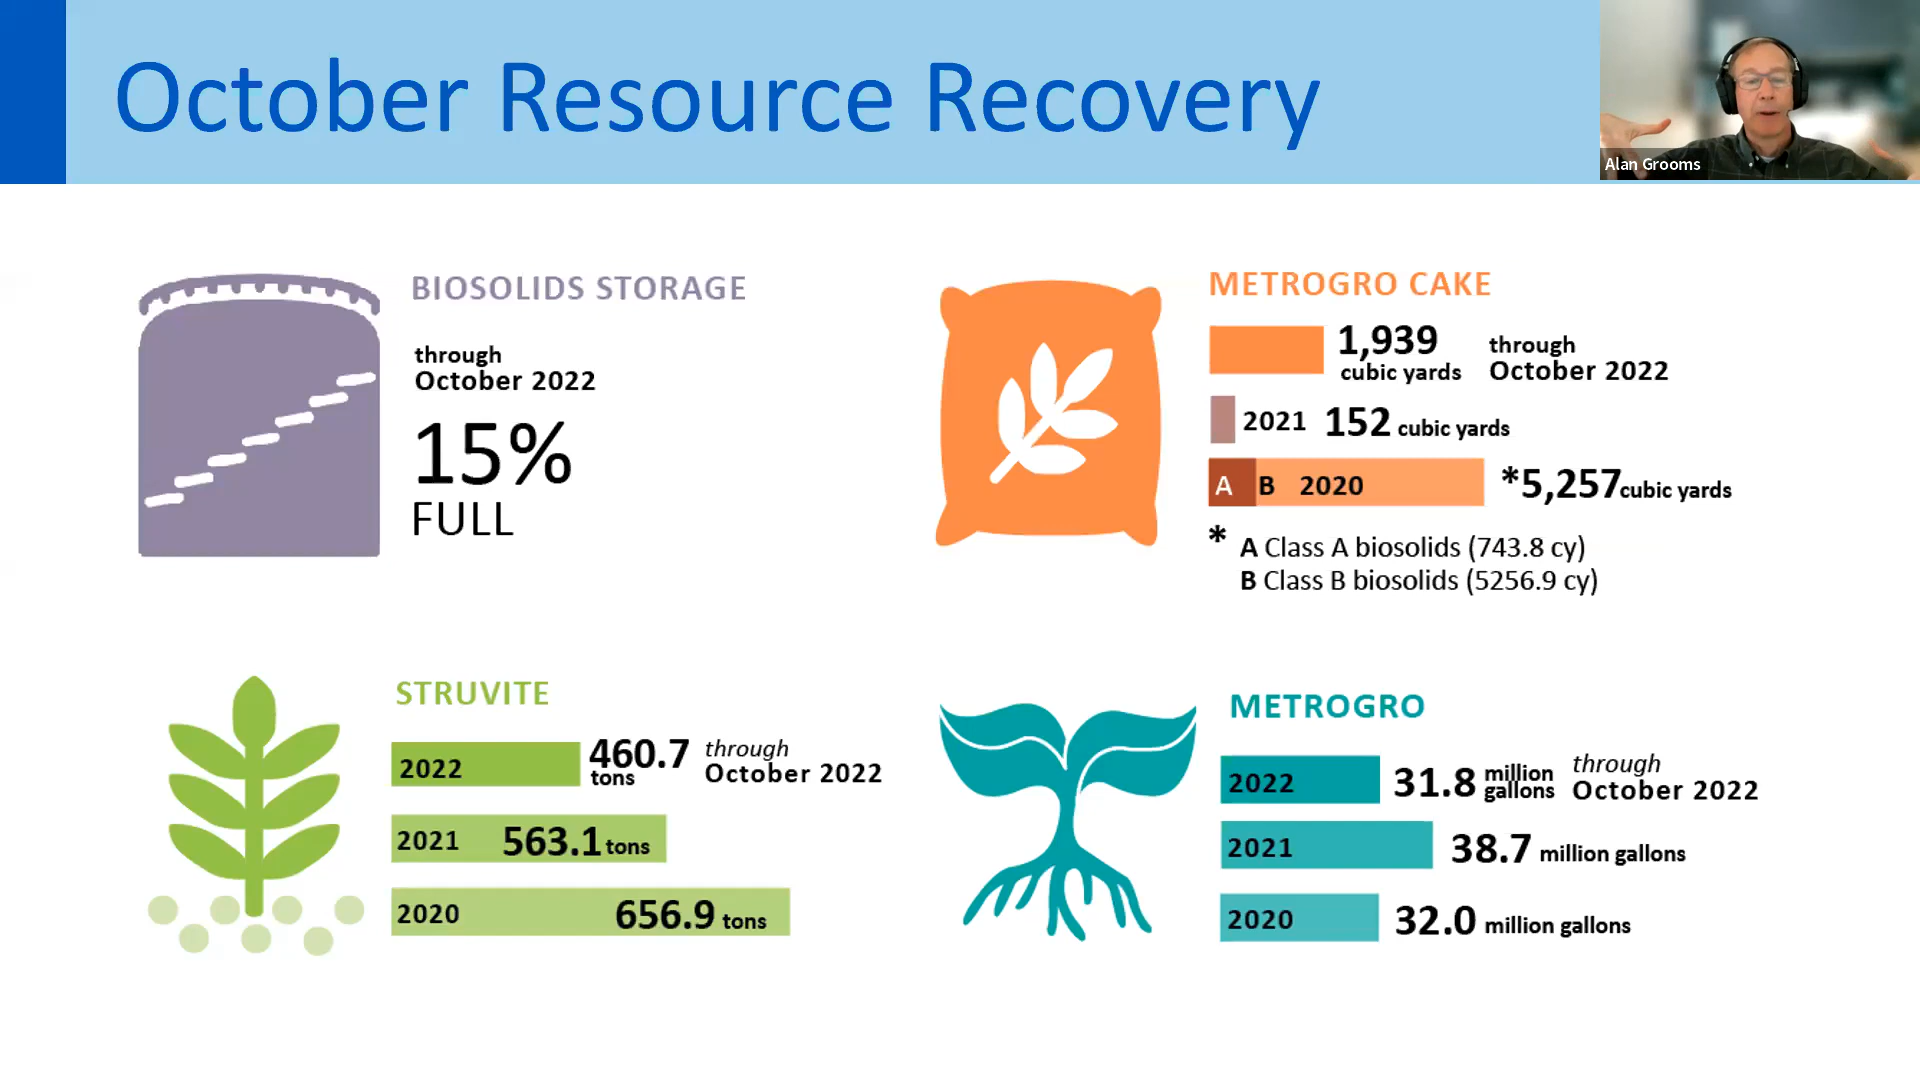 October Resource Recovery
Alan Grooms
BIOSOLIDS STORAGE
through
October 2022
15%
FULL
METROGRO CAKE
1,939
cubic yards
through
October 2022
2021 152 cubic yards
A B 2020 *5,257 cubic yards
* A Class A biosolids (743.8 cy)
B Class B biosolids (5256.9 cy)
STRUVITE
2022 460.7
tons
through
October 2022
2021 563.1 tons
2020 656.9 tons
METROGRO
2022 31.8 million
gallons
through
October 2022
2021 38.7 million gallons
2020 32.0 million gallons